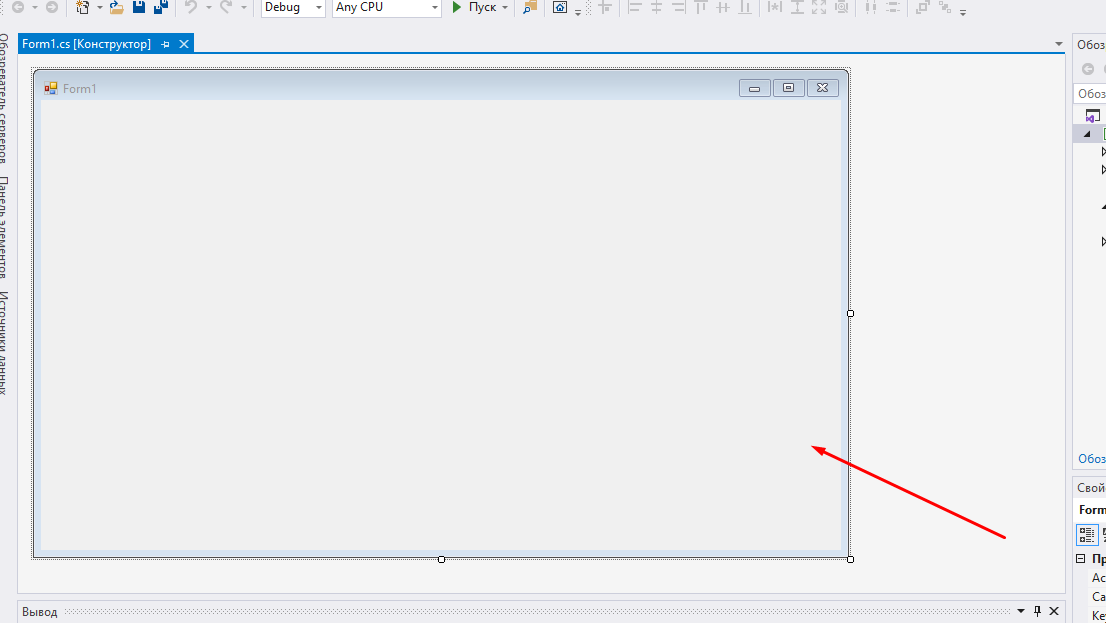 Debug
Any CPU
Пуск
Form1.cs [Конструктор]
Обозреватель серверов
Панель элементов
Источники данных
Form1
Обоз
Обоз
Обоз
Свой
Form
Пр
Ac
Ca
Ke
Вывод